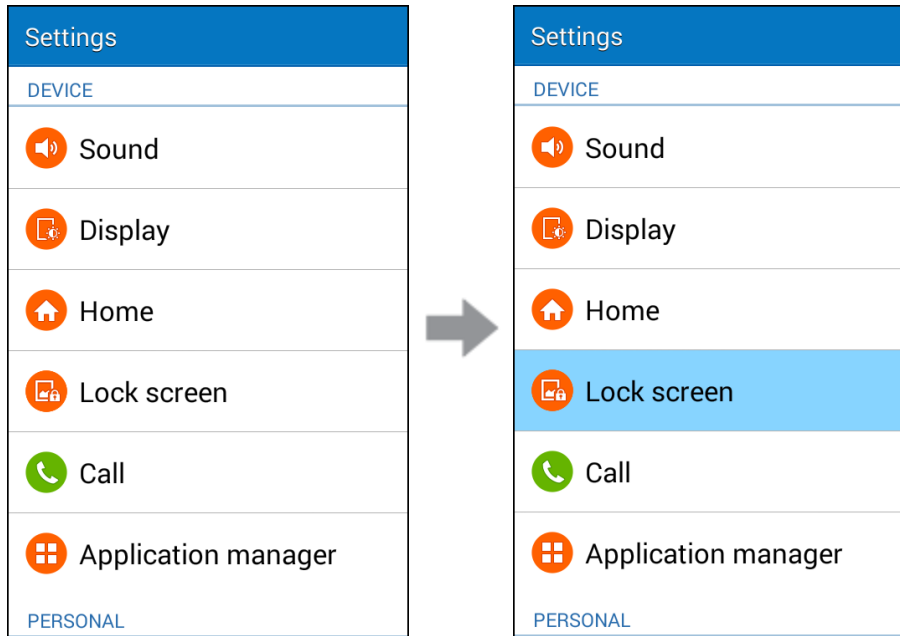 Settings
DEVICE
Sound
Display
Home
Lock screen
Call
Application manager
PERSONAL
Settings
DEVICE
Sound
Display
Home
Lock screen
Call
Application manager
PERSONAL